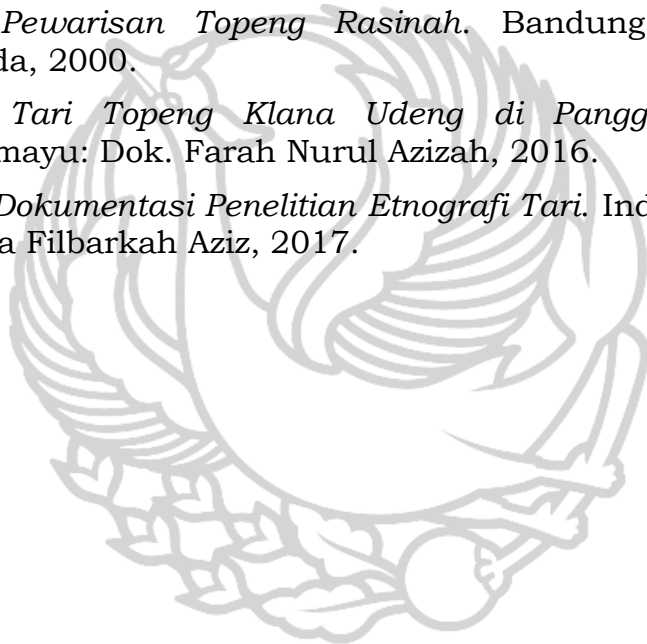 Pewarisan Topeng Rasinah. Bandung
da, 2000.
Tari Topeng Klana Udeng di Pangg
mayu: Dok. Farah Nurul Azizah, 2016.
Dokumentasi Penelitian Etnografi Tari. Ind
a Filbarkah Aziz, 2017.